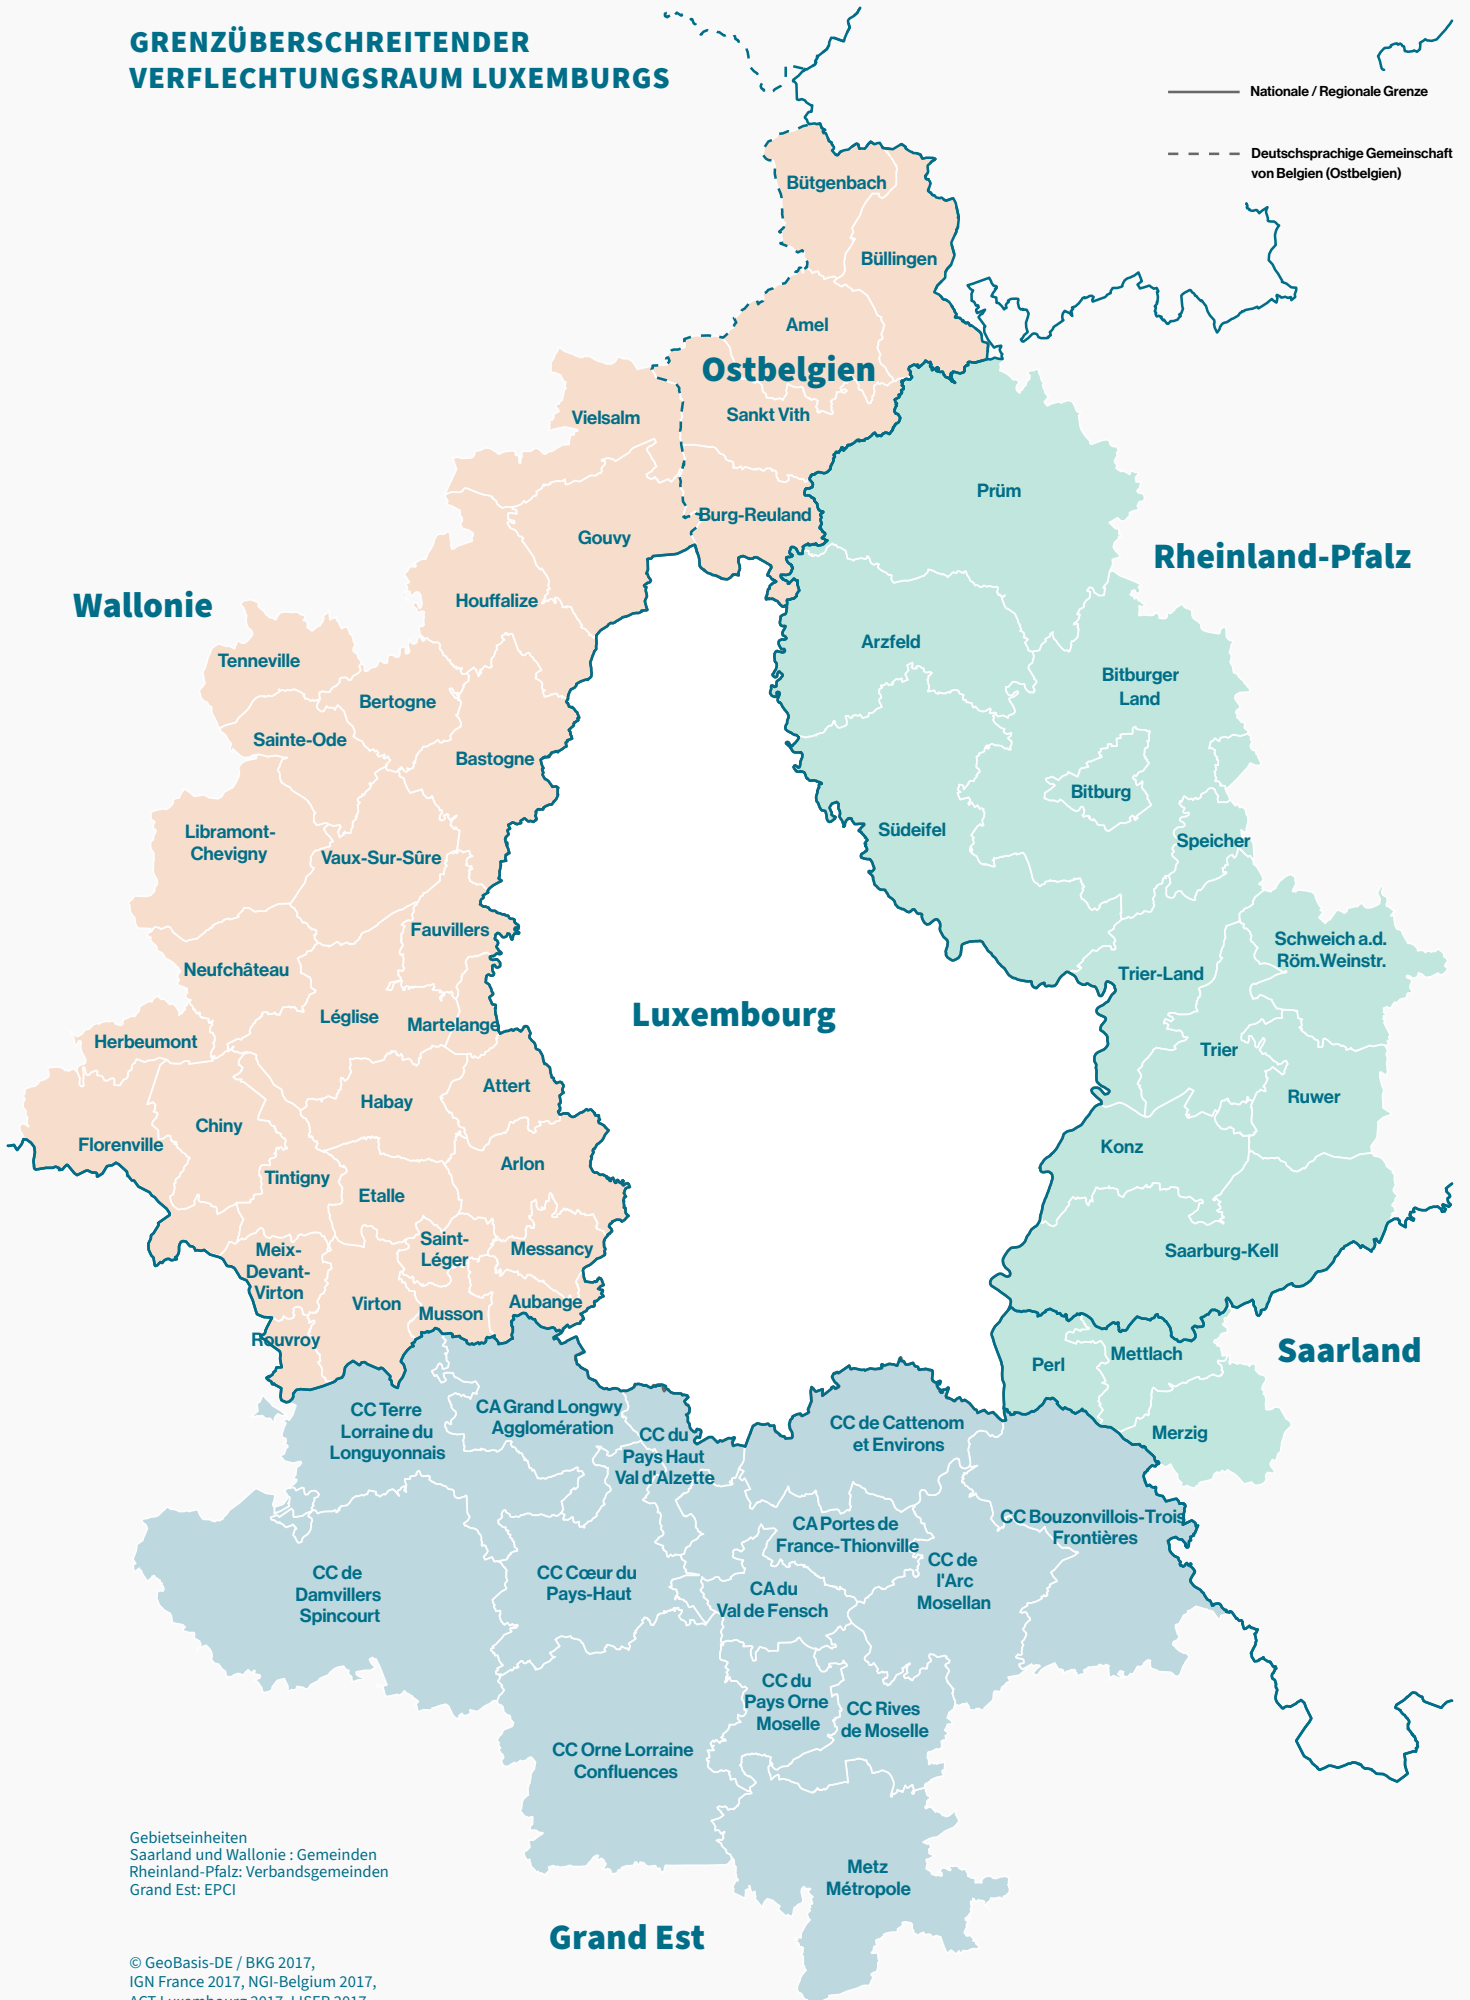 GRENZÜBERSCHREITENDER
VERFLECHTUNGSRAUM LUXEMBURGS
Nationale / Regionale Grenze
Deutschsprachige Gemeinschaft
von Belgien (Ostbelgien)
Bütgenbach
Büllingen
Amel
Ostbelgien
Sankt Vith
Vielsalm
Burg-Reuland
Gouvy
Prüm
Rheinland-Pfalz
Wallonie
Houffalize
Tenneville
Bertogne
Sainte-Ode
Bastogne
Arzfeld
Bitburger
Land
Bitburg
Südeifel
Speicher
Libramont-
Chevigny
Vaux-Sur-Sûre
Fauvillers
Neufchâteau
Léglise
Martelange
Herbeumont
Luxembourg
Schweich a.d.
Röm.Weinstr.
Trier-Land
Trier
Ruwer
Attert
Habay
Chiny
Florenville
Arlon
Tintigny
Etalle
Konz
Saarburg-Kell
Meix-
Devant-
Virton
Saint-
Léger
Messancy
Virton
Musson
Aubange
Rouvroy
Saarland
Perl
Mettlach
Merzig
CC Terre
Lorraine du
Longuyonnais
CA Grand Longwy
Agglomération
CC du
Pays Haut
Val d'Alzette
CC de Cattenom
et Environs
CC Bouzonvillois-Trois
Frontières
CA Portes de
France-Thionville
CC de
l'Arc
Mosellan
CC de
Damvillers
Spincourt
CC Cœur du
Pays-Haut
CA du
Val de Fensch
CC du
Pays Orne
Moselle
CC Rives
de Moselle
CC Orne Lorraine
Confluences
Metz
Métropole
Grand Est
Gebietseinheiten
Saarland und Wallonie : Gemeinden
Rheinland-Pfalz: Verbandsgemeinden
Grand Est: EPCI
© GeoBasis-DE / BKG 2017,
IGN France 2017, NGI-Belgium 2017,
ACT Luxembourg 2017, LISER 2017